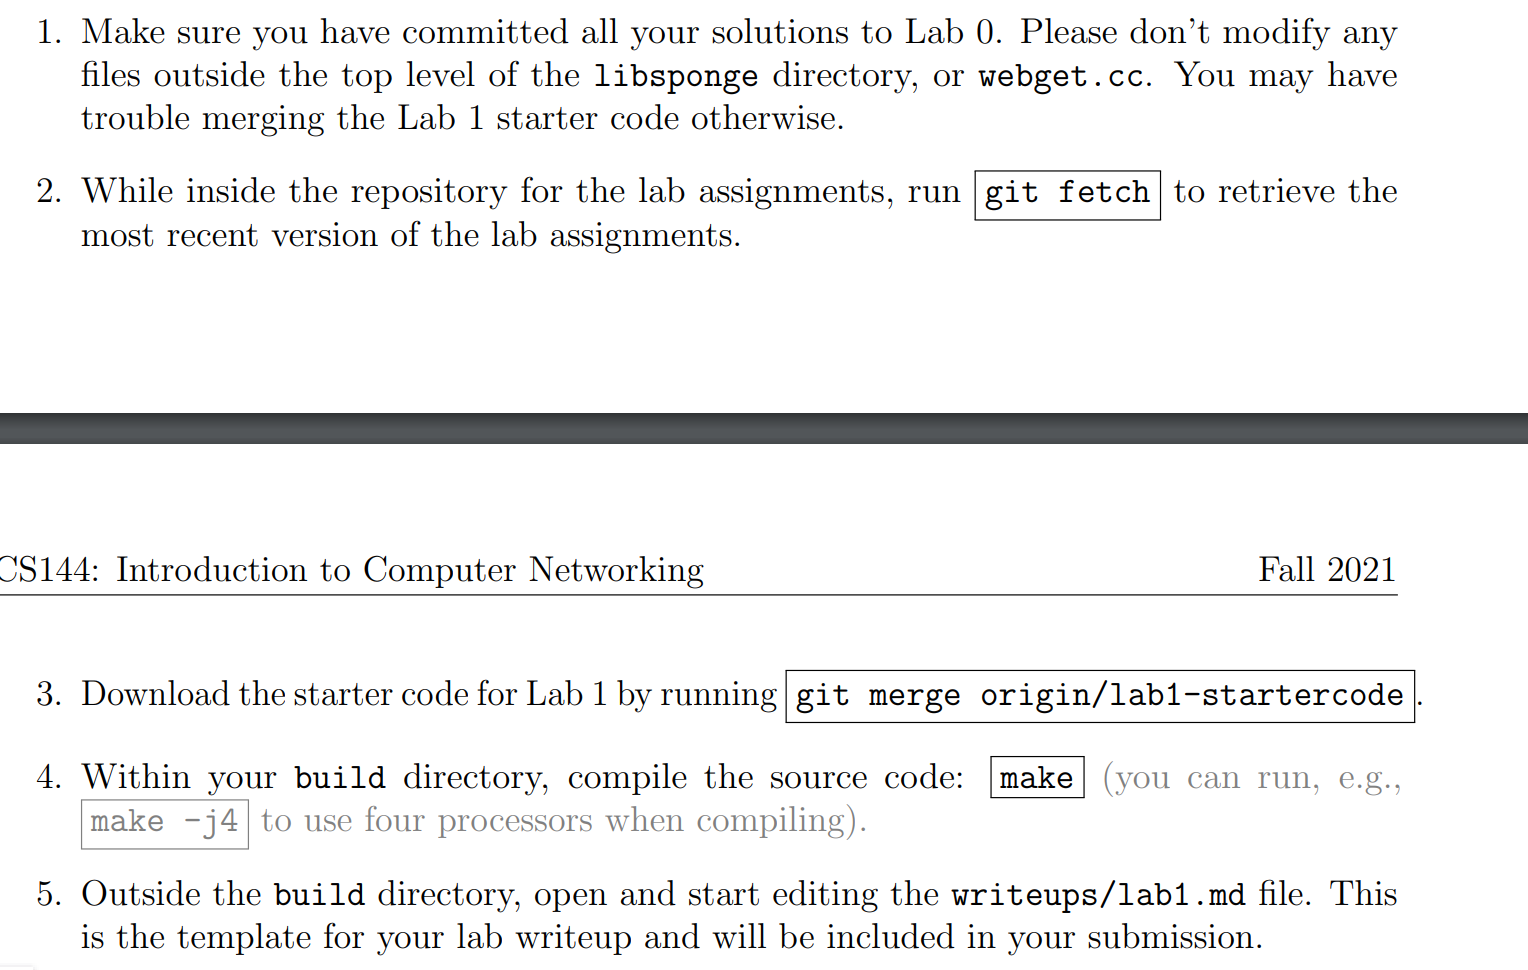 1. Make sure you have committed all your solutions to Lab 0. Please don’t modify any
files outside the top level of the libsponge directory, or webget.cc. You may have
trouble merging the Lab 1 starter code otherwise.
2. While inside the repository for the lab assignments, run git fetch to retrieve the
most recent version of the lab assignments.
CS144: Introduction to Computer Networking Fall 2021
3. Download the starter code for Lab 1 by running git merge origin/lab1-startercode.
4. Within your build directory, compile the source code: make (you can run, e.g.,
make -j4 to use four processors when compiling).
5. Outside the build directory, open and start editing the writeups/lab1.md file. This
is the template for your lab writeup and will be included in your submission.